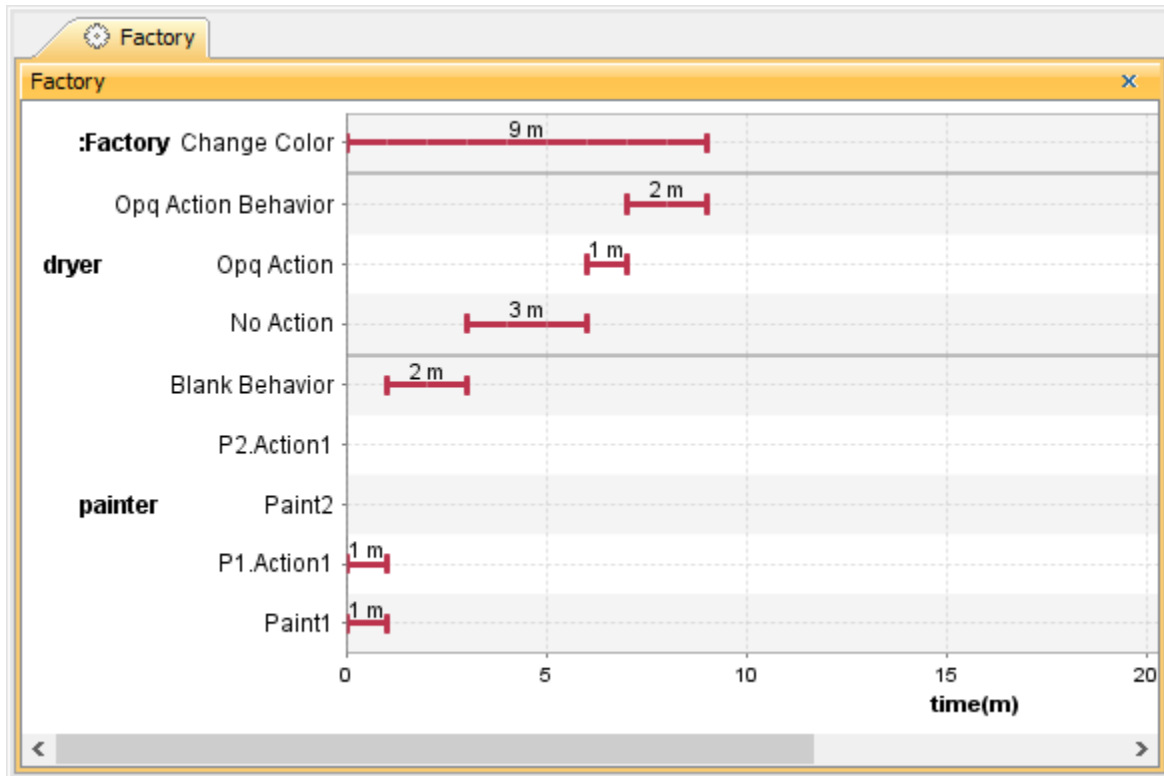 Factory
Factory
:Factory Change Color 9 m
Opq Action Behavior 2 m
dryer Opq Action 1 m
No Action 3 m
Blank Behavior 2 m
P2.Action1
painter Paint2
P1.Action1 1 m
Paint1 1 m
0 5 10 15 20
time(m)